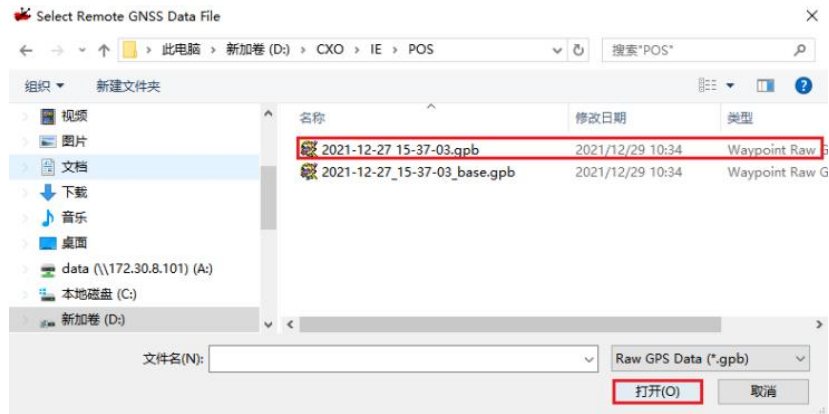 Select Remote GNSS Data File
此电脑 › 新加卷 (D:) › CXO › IE › POS
搜索"POS"
组织
新建文件夹
视频
图片
文档
下载
音乐
桌面
data (\\172.30.8.101) (A:)
本地磁盘 (C:)
新加卷 (D:)
名称 修改日期 类型
2021-12-27 15-37-03.gpb 2021/12/29 10:34 Waypoint Raw G
2021-12-27_15-37-03_base.gpb 2021/12/29 10:34 Waypoint Raw G
文件名(N): Raw GPS Data (*.gpb)
打开(O) 取消